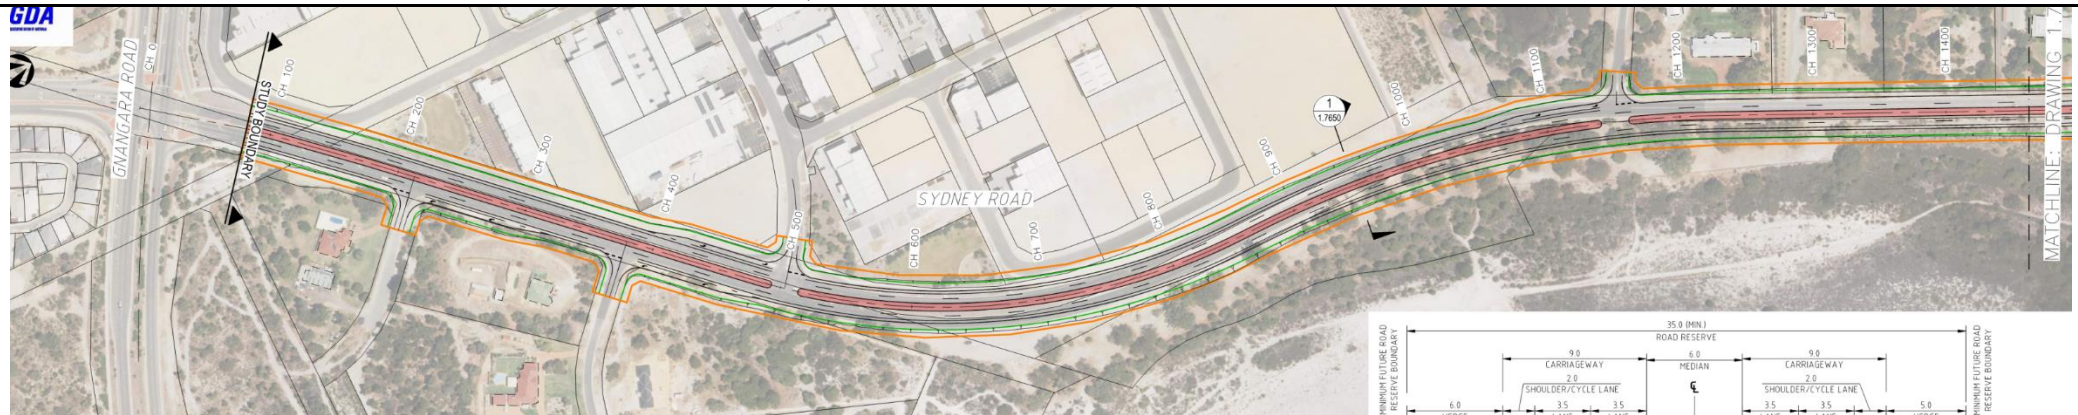 GDA
GNANGARA ROAD
CH 0
STUDY BOUNDARY
CH 100
CH 200
CH 300
CH 400
CH 500
CH 600
CH 700
SYDNEY ROAD
CH 800
CH 900
1
1.7650
CH 1000
CH 1100
CH 1200
CH 1300
CH 1400
MATCHLINE: DRAWING 1.7
MINIMUM FUTURE ROAD
RESERVE BOUNDARY
35.0 (MIN.)
ROAD RESERVE
9.0
CARRIAGEWAY
6.0
MEDIAN
9.0
CARRIAGEWAY
2.0
SHOULDER/CYCLE LANE
2.0
SHOULDER/CYCLE LANE
6.0
3.5
3.5
3.5
3.5
5.0
MINIMUM FUTURE ROAD
RESERVE BOUNDARY